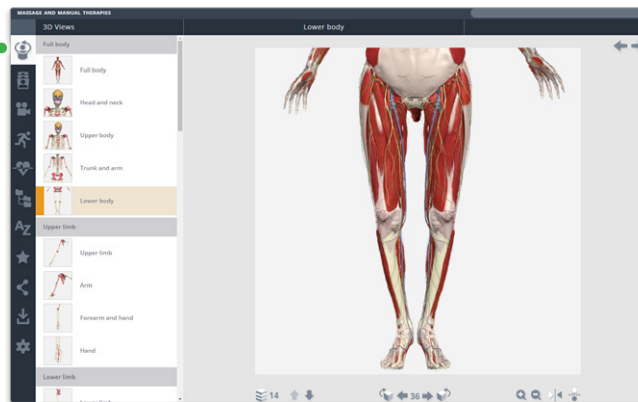 MASSAGE AND MANUAL THERAPIES
3D Views
Lower body
Full body
Full body
Head and neck
Upper body
Trunk and arm
Lower body
Upper limb
Upper limb
Arm
Forearm and hand
Hand
Lower limb
AZ
14
36